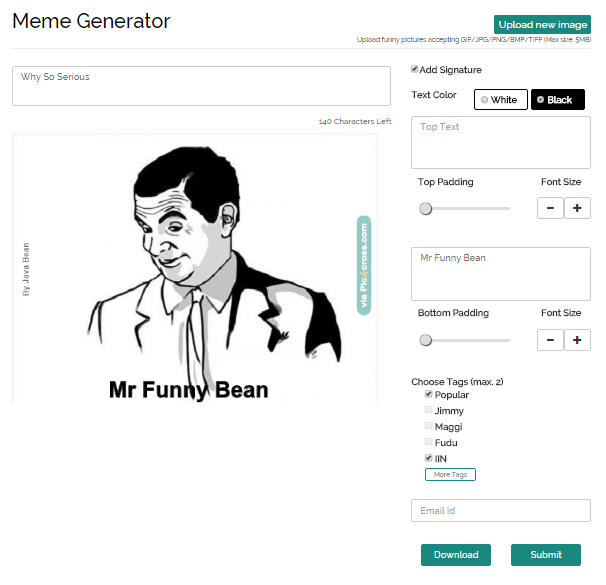 Meme Generator
Upload new image
Upload funny pictures accepting GIF/JPG/PNG/BMP/TIFF (Max size: 5MB)
Why So Serious
140 Characters Left
By Java Bean
via Pic4cross.com
Mr Funny Bean
Add Signature
Text Color
White
Black
Top Text
Top Padding
Font Size
-
+
Mr Funny Bean
Bottom Padding
Font Size
-
+
Choose Tags (max. 2)
Popular
Jimmy
Maggi
Fudu
IIN
More Tags
Email Id
Download
Submit